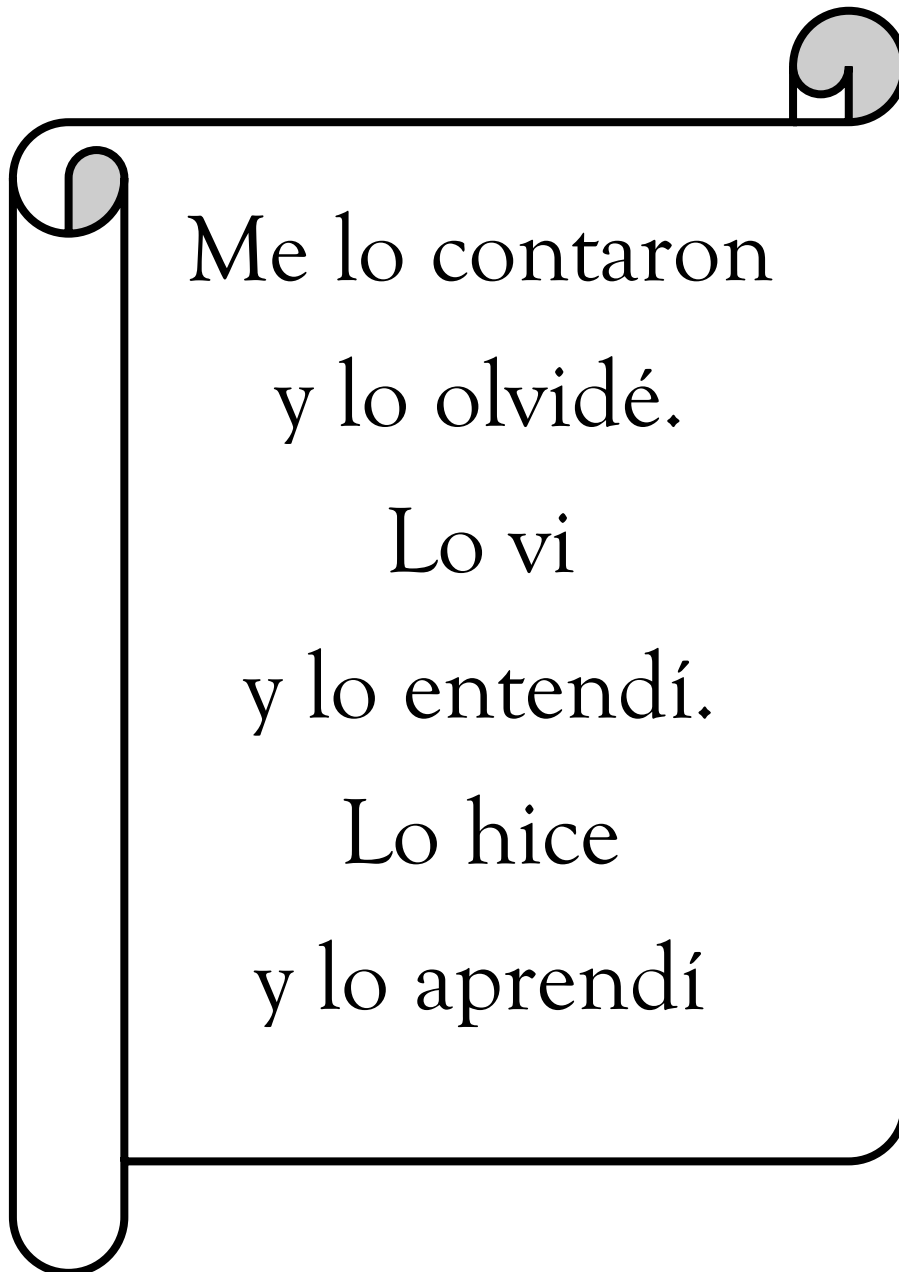 Me lo contaron
y lo olvidé.
Lo vi
y lo entendí.
Lo hice
y lo aprendí